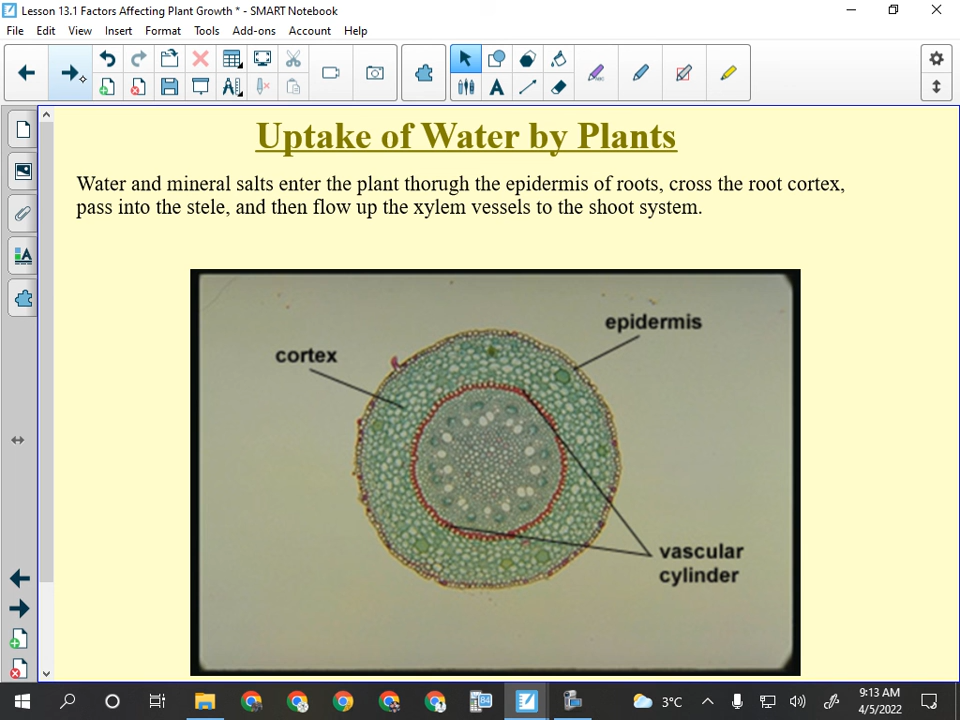 Lesson 13.1 Factors Affecting Plant Growth * - SMART Notebook
File Edit View Insert Format Tools Add-ons Account Help
Uptake of Water by Plants
Water and mineral salts enter the plant thorugh the epidermis of roots, cross the root cortex,
pass into the stele, and then flow up the xylem vessels to the shoot system.
epidermis
cortex
vascular
cylinder
3°C
9:13 AM
4/5/2022